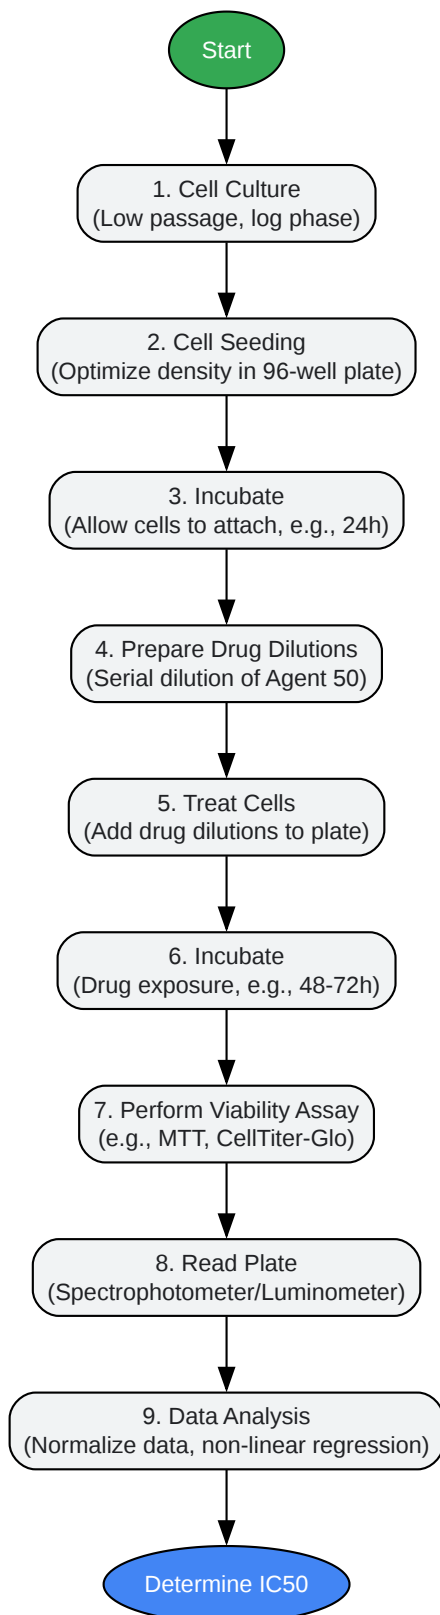 Start
1. Cell Culture
(Low passage, log phase)
2. Cell Seeding
(Optimize density in 96-well plate)
3. Incubate
(Allow cells to attach, e.g., 24h)
4. Prepare Drug Dilutions
(Serial dilution of Agent 50)
5. Treat Cells
(Add drug dilutions to plate)
6. Incubate
(Drug exposure, e.g., 48-72h)
7. Perform Viability Assay
(e.g., MTT, CellTiter-Glo)
8. Read Plate
(Spectrophotometer/Luminometer)
9. Data Analysis
(Normalize data, non-linear regression)
Determine IC50